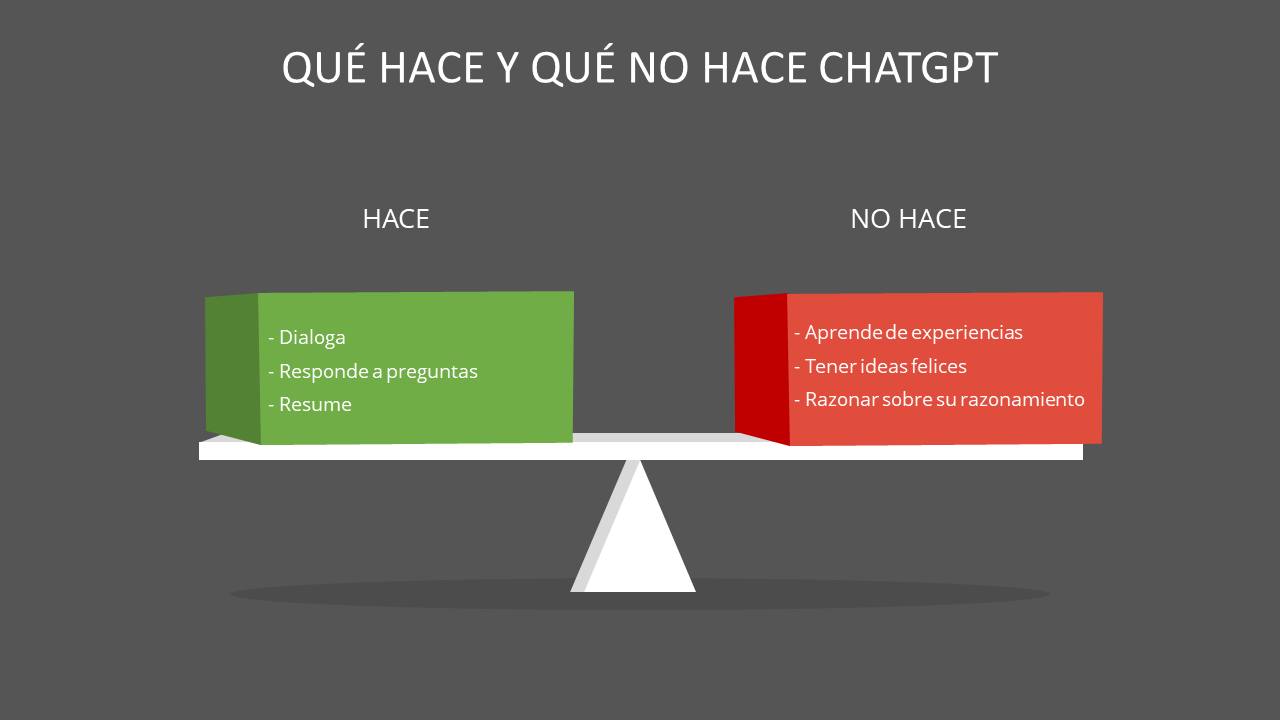 QUÉ HACE Y QUÉ NO HACE CHATGPT
HACE
- Dialoga
- Responde a preguntas
- Resume
NO HACE
- Aprende de experiencias
- Tener ideas felices
- Razonar sobre su razonamiento